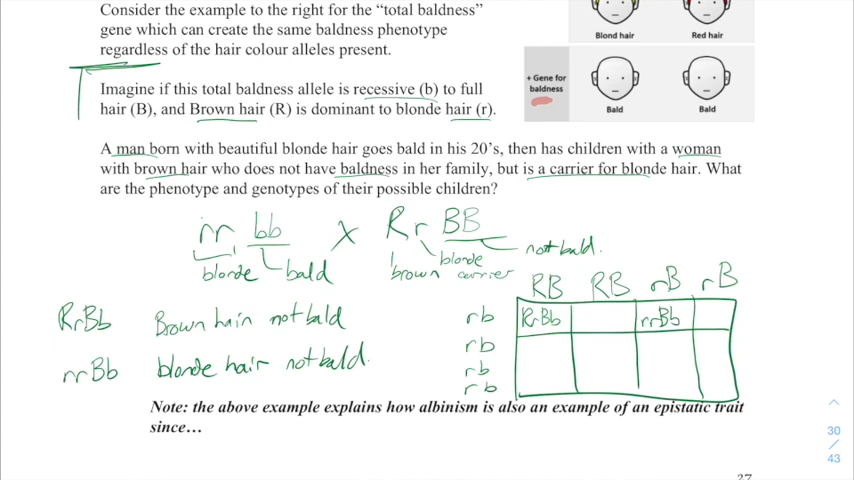 Consider the example to the right for the “total baldness”
gene which can create the same baldness phenotype
regardless of the hair colour alleles present.
Blond hair Red hair
+ Gene for
baldness
Bald Bald
Imagine if this total baldness allele is recessive (b) to full
hair (B), and Brown hair (R) is dominant to blonde hair (r).
A man born with beautiful blonde hair goes bald in his 20’s, then has children with a woman
with brown hair who does not have baldness in her family, but is a carrier for blonde hair. What
are the phenotype and genotypes of their possible children?
rr bb x Rr BB
not bald.
blonde bald
brown blonde carrier
RB RB rB rB
rb RrBb rrBb
rb
rb
rb
RrBb Brown hair not bald
rrBb blonde hair not bald.
Note: the above example explains how albinism is also an example of an epistatic trait
since…
30
/
43